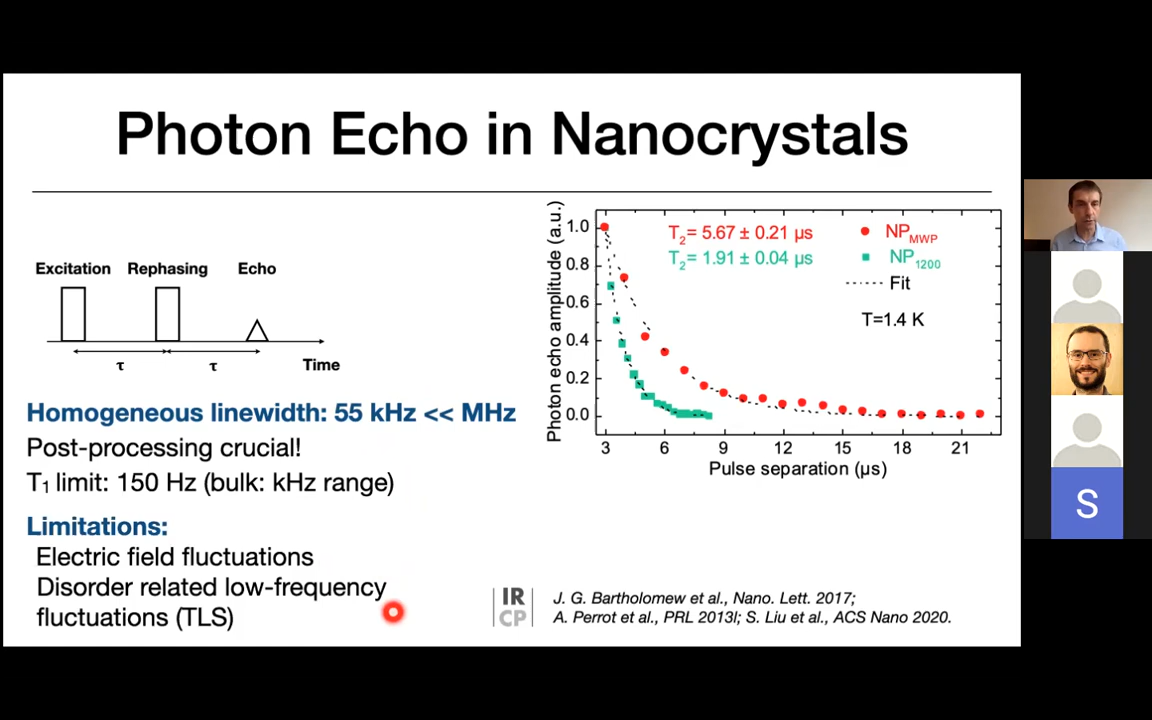 Photon Echo in Nanocrystals
Excitation Rephasing Echo
τ τ Time
Homogeneous linewidth: 55 kHz << MHz
Post-processing crucial!
T₁ limit: 150 Hz (bulk: kHz range)
Limitations:
Electric field fluctuations
Disorder related low-frequency
fluctuations (TLS)
Photon echo amplitude (a.u.)
1.0
0.8
0.6
0.4
0.2
0.0
T₂= 5.67 ± 0.21 µs
T₂= 1.91 ± 0.04 µs
NP_MWP
NP₁₂₀₀
Fit
T=1.4 K
3 6 9 12 15 18 21
Pulse separation (µs)
IR
CP
J. G. Bartholomew et al., Nano. Lett. 2017;
A. Perrot et al., PRL 2013l; S. Liu et al., ACS Nano 2020.
S